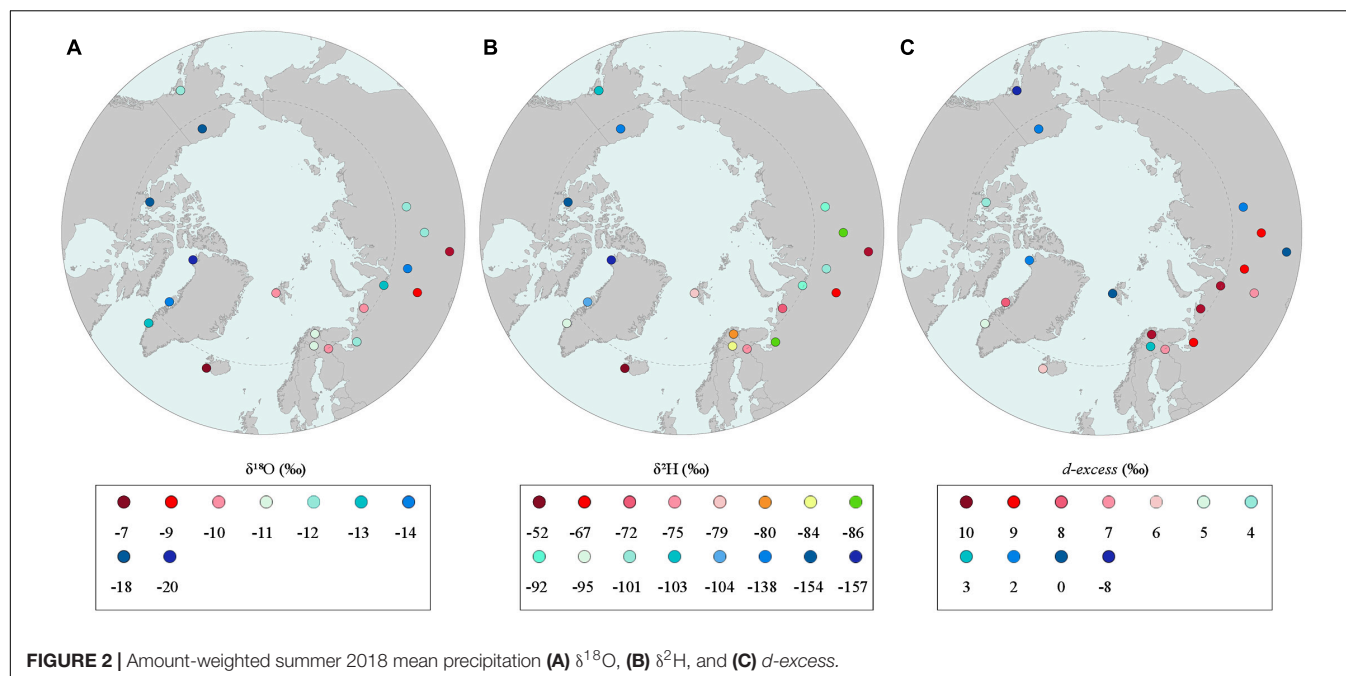 A B C
δ¹⁸O (‰) δ²H (‰) d-excess (‰)
-7 -9 -10 -11 -12 -13 -14 -52 -67 -72 -75 -79 -80 -84 -86 10 9 8 7 6 5 4
-18 -20 -92 -95 -101 -103 -104 -138 -154 -157 3 2 0 -8
FIGURE 2 | Amount-weighted summer 2018 mean precipitation (A) δ¹⁸O, (B) δ²H, and (C) d-excess.